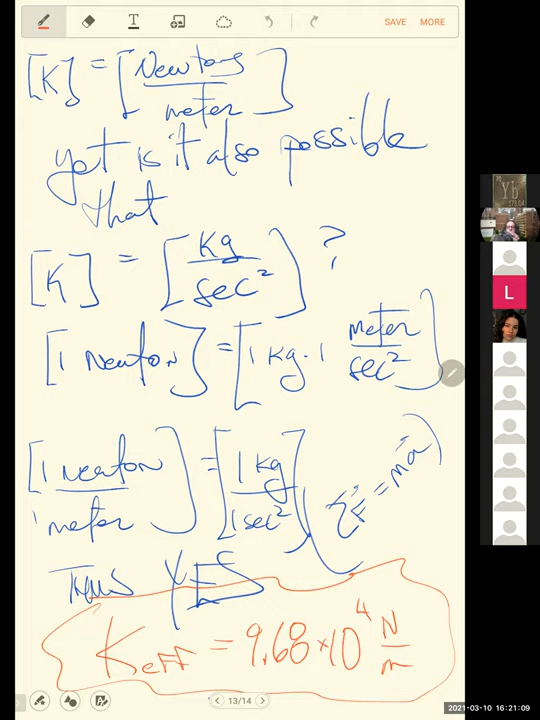 SAVE MORE
[K] = [Newtons/meter]
yet is it also possible
that
[K] = [Kg/sec²] ?
[1 Newton] = [1 Kg · 1 meter/sec²]
[1 Newton/1 meter] = [1 kg/1 sec²] (ΣF⃗ = ma⃗)
Thus YES
Keff = 9.68 × 10⁴ N/m
13/14
2021-03-10 16:21:09
Yb
L